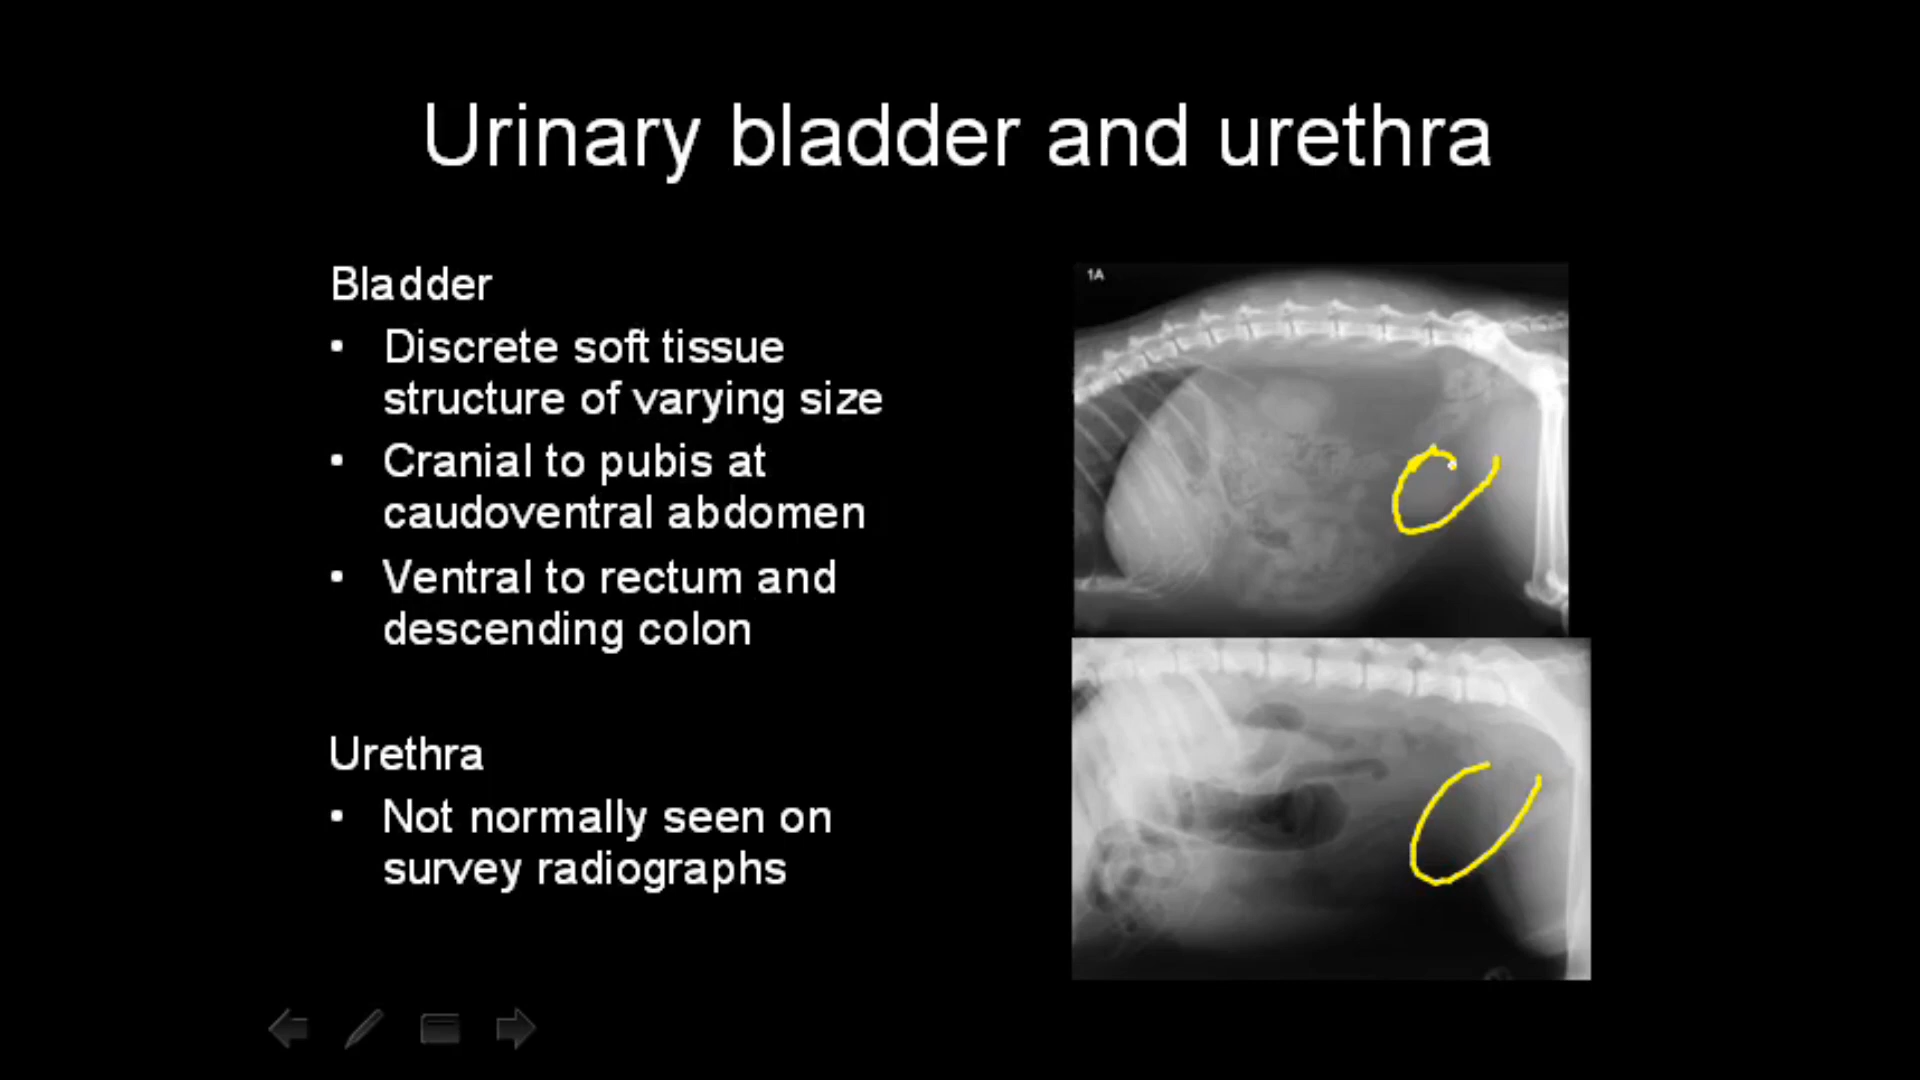 Urinary bladder and urethra
Bladder
• Discrete soft tissue
structure of varying size
• Cranial to pubis at
caudoventral abdomen
• Ventral to rectum and
descending colon
Urethra
• Not normally seen on
survey radiographs
1A